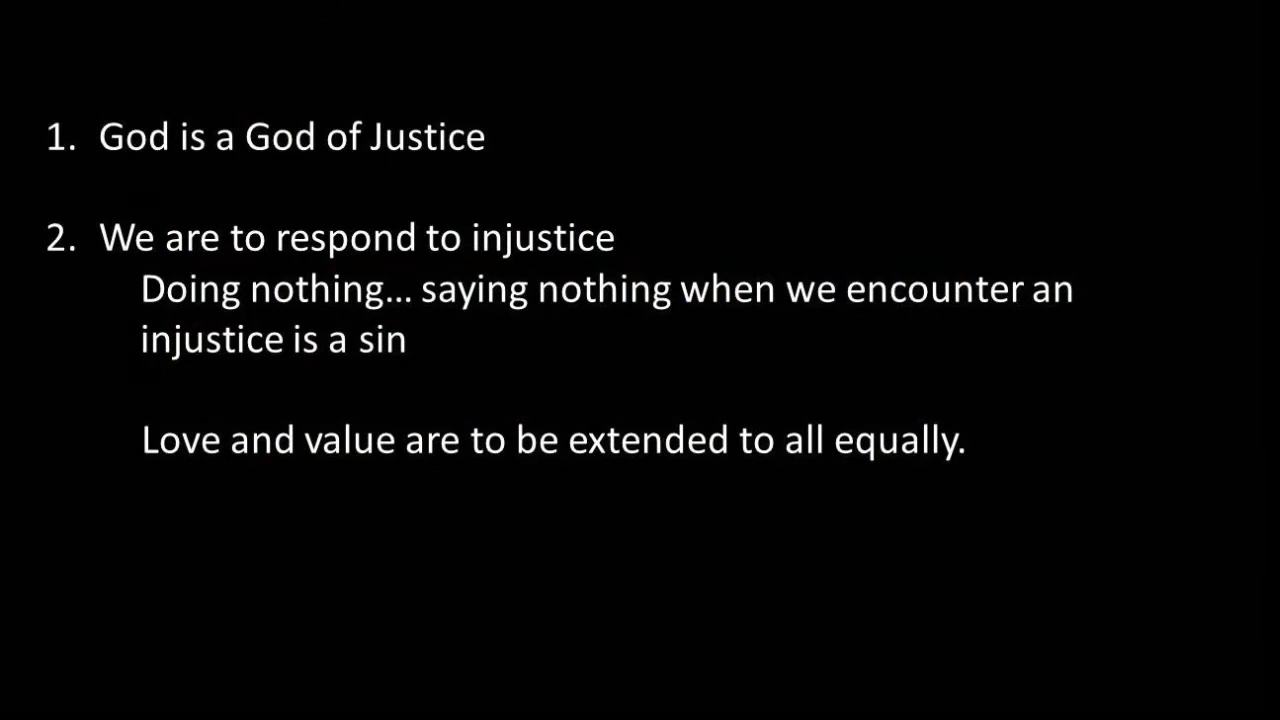 1. God is a God of Justice
2. We are to respond to injustice
Doing nothing... saying nothing when we encounter an
injustice is a sin
Love and value are to be extended to all equally.